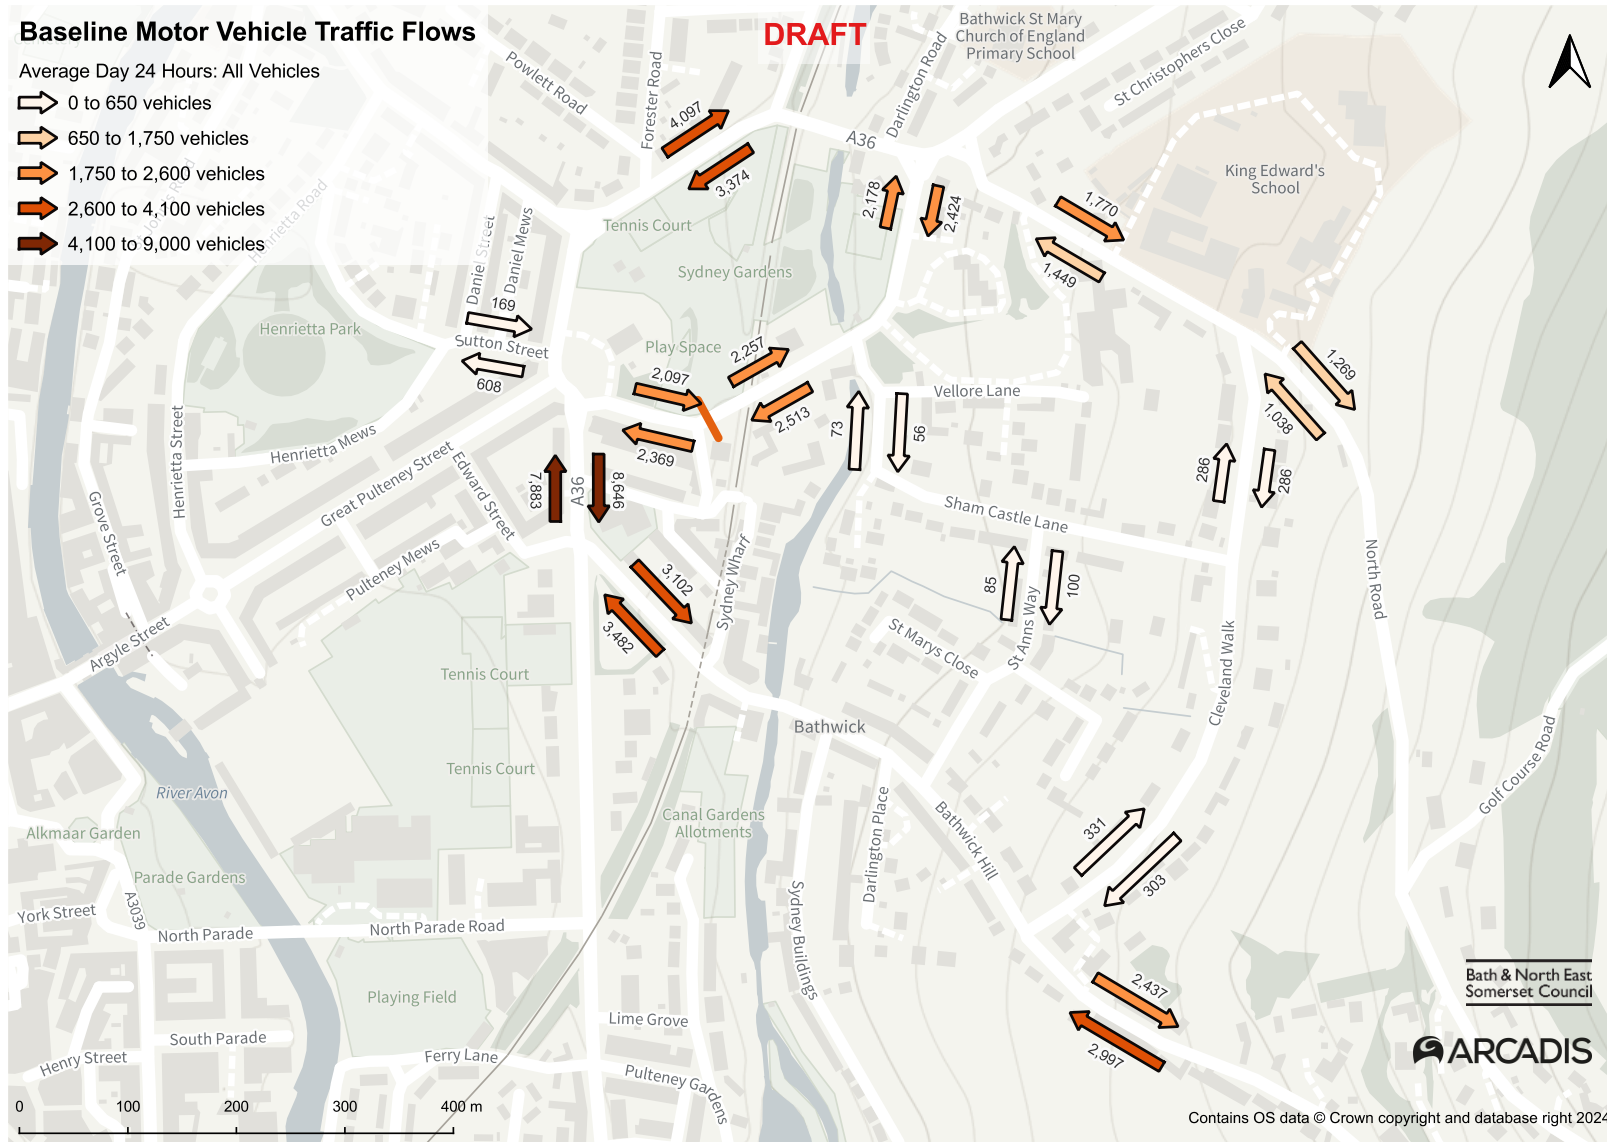 Baseline Motor Vehicle Traffic Flows
Average Day 24 Hours: All Vehicles
0 to 650 vehicles
650 to 1,750 vehicles
1,750 to 2,600 vehicles
2,600 to 4,100 vehicles
4,100 to 9,000 vehicles
DRAFT
Bathwick St Mary
Church of England
Primary School
St Christophers Close
Darlington Road
Powlett Road
Forester Road
4,097
3,374
A36
King Edward's
School
2,178
2,424
1,770
1,449
Henrietta Road
Daniel Street
Daniel Mews
Tennis Court
Sydney Gardens
169
Sutton Street
608
Henrietta Park
Play Space
2,257
2,097
2,513
2,369
Vellore Lane
73
56
1,269
1,038
286
286
Henrietta Street
Henrietta Mews
Great Pulteney Street
Edward Street
Pulteney Mews
7,883
A36
8,646
Grove Street
Sham Castle Lane
North Road
3,102
3,482
Sydney Wharf
85
100
St Anns Way
St Marys Close
Cleveland Walk
Argyle Street
Tennis Court
Bathwick
River Avon
Tennis Court
Golf Course Road
Canal Gardens
Allotments
Alkmaar Garden
Parade Gardens
Darlington Place
Bathwick Hill
331
303
York Street
A3039
North Parade
North Parade Road
Sydney Buildings
Playing Field
2,437
2,997
Lime Grove
South Parade
Henry Street
Ferry Lane
Pulteney Gardens
Bath & North East
Somerset Council
ARCADIS
0 100 200 300 400 m
Contains OS data © Crown copyright and database right 2024